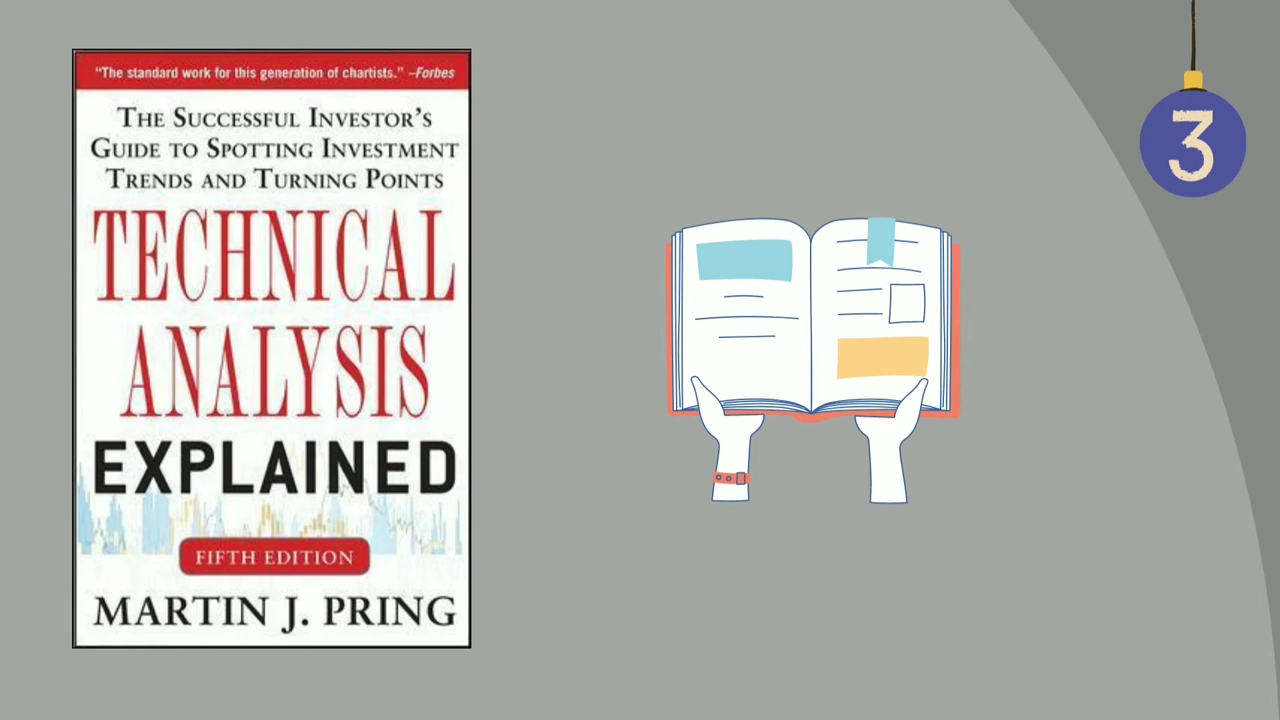 "The standard work for this generation of chartists." –Forbes
THE SUCCESSFUL INVESTOR'S
GUIDE TO SPOTTING INVESTMENT
TRENDS AND TURNING POINTS
TECHNICAL
ANALYSIS
EXPLAINED
FIFTH EDITION
MARTIN J. PRING
3